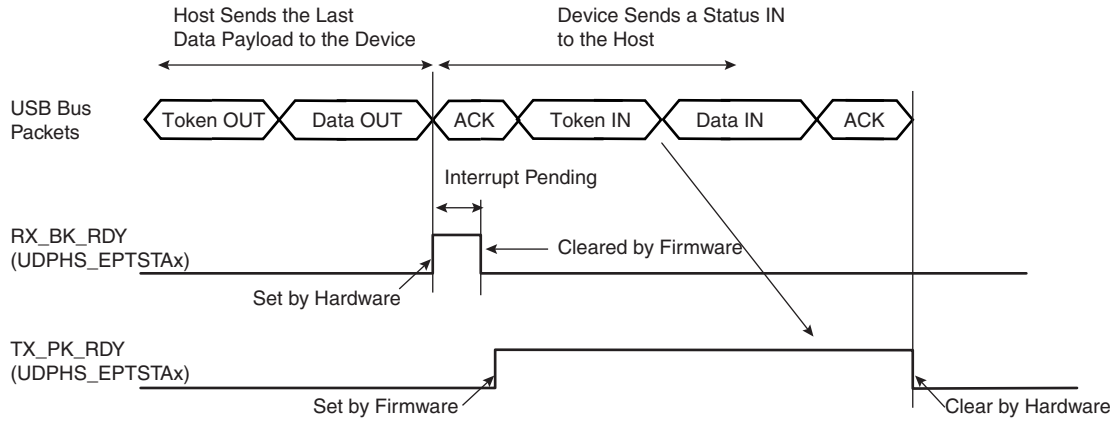 Host Sends the Last
Data Payload to the Device
Device Sends a Status IN
to the Host
USB Bus
Packets
Token OUT
Data OUT
ACK
Token IN
Data IN
ACK
Interrupt Pending
RX_BK_RDY
(UDPHS_EPTSTAx)
Cleared by Firmware
Set by Hardware
TX_PK_RDY
(UDPHS_EPTSTAx)
Set by Firmware
Clear by Hardware